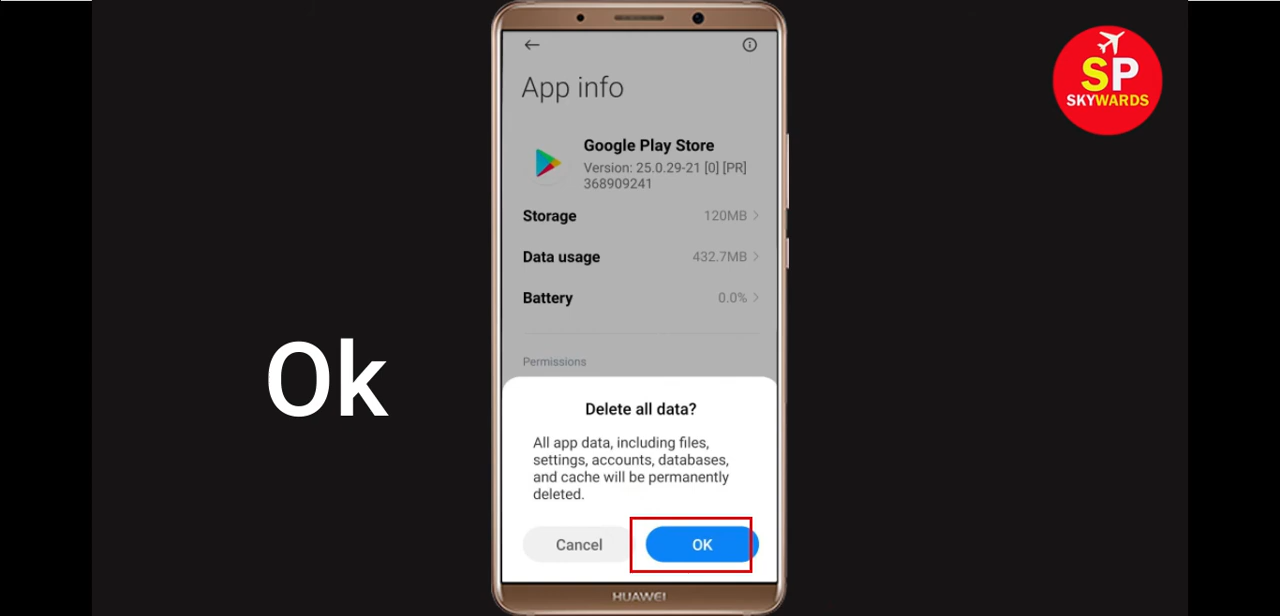 App info
Google Play Store
Version: 25.0.29-21 [0] [PR]
368909241
Storage 120MB
Data usage 432.7MB
Battery 0.0%
Permissions
Delete all data?
All app data, including files,
settings, accounts, databases,
and cache will be permanently
deleted.
Cancel OK
HUAWEI
Ok
SP
SKYWARDS